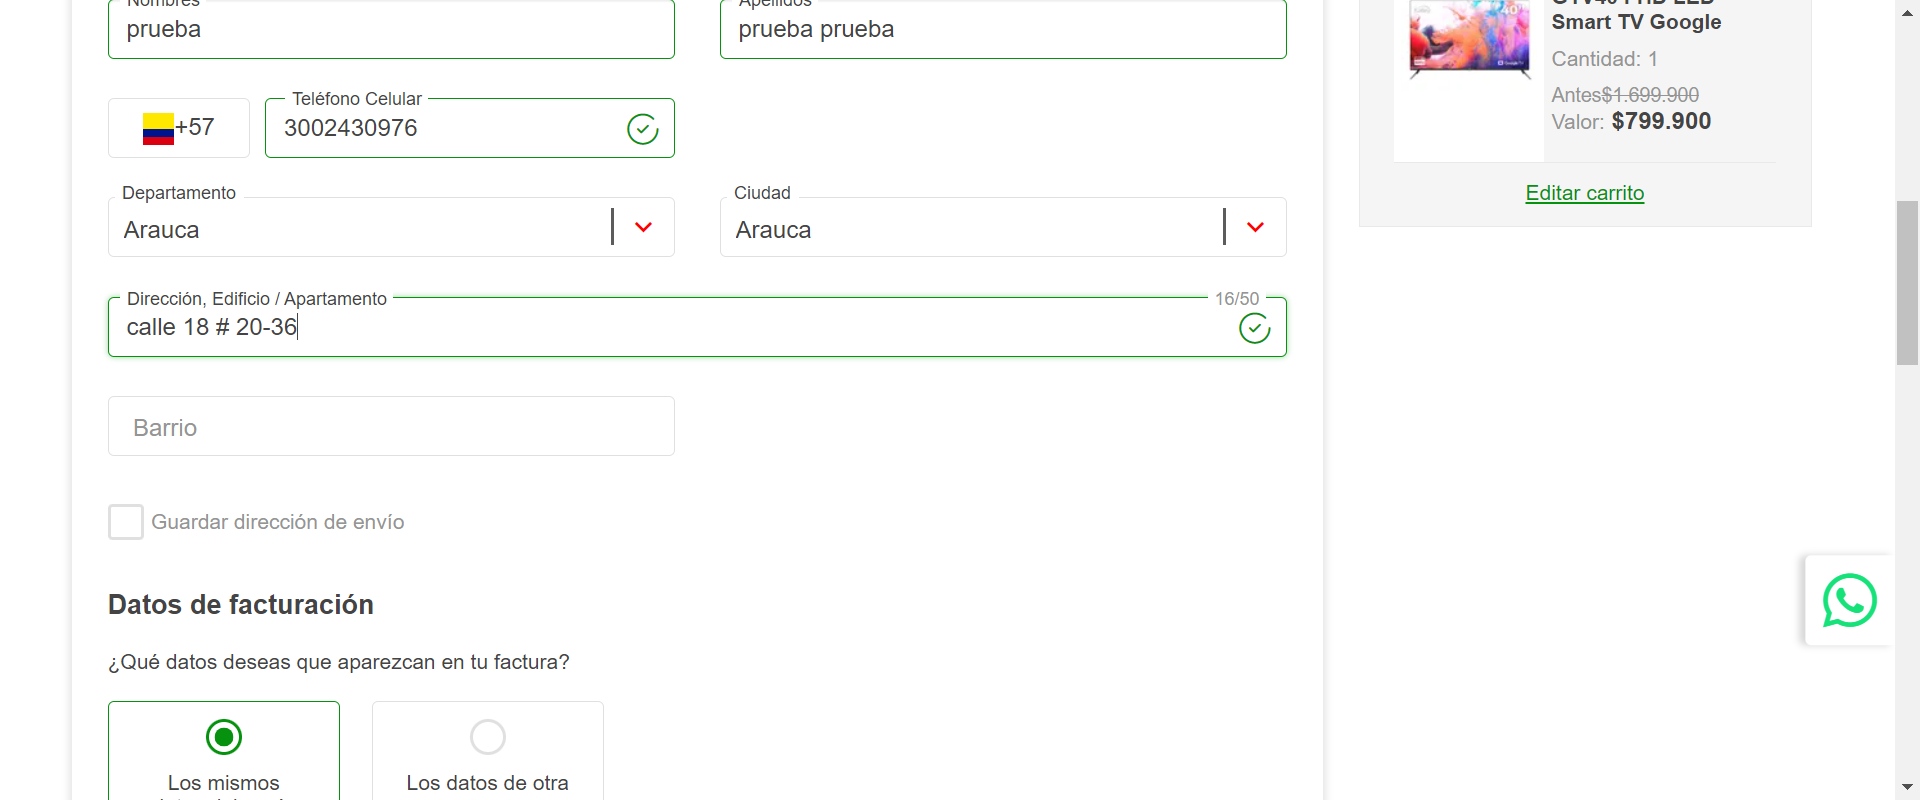 Nombres
prueba
Apellidos
prueba prueba
+57
Teléfono Celular
3002430976
Departamento
Arauca
Ciudad
Arauca
Dirección, Edificio / Apartamento
16/50
calle 18 # 20-36
Barrio
Guardar dirección de envío
Datos de facturación
¿Qué datos deseas que aparezcan en tu factura?
Los mismos
Los datos de otra
Smart TV Google
Cantidad: 1
Antes$1.699.900
Valor: $799.900
Editar carrito